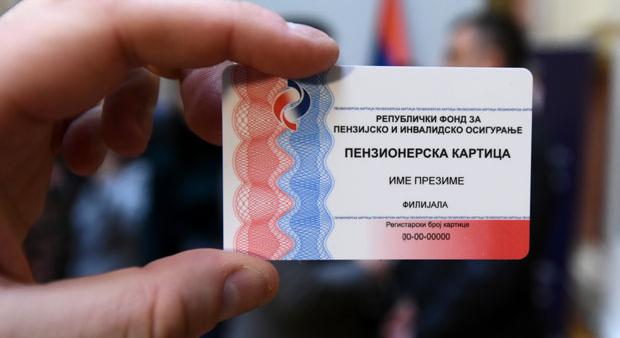 РЕПУБЛИЧКИ ФОНД ЗА
ПЕНЗИЈСКО И ИНВАЛИДСКО ОСИГУРАЊЕ
ПЕНЗИОНЕРСКА КАРТИЦА
ИМЕ ПРЕЗИМЕ
ФИЛИЈАЛА
Регистарски број картице
00-00-00000